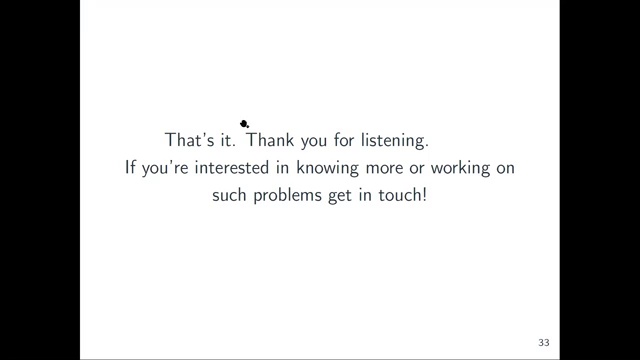 That's it. Thank you for listening.
If you're interested in knowing more or working on
such problems get in touch!
33